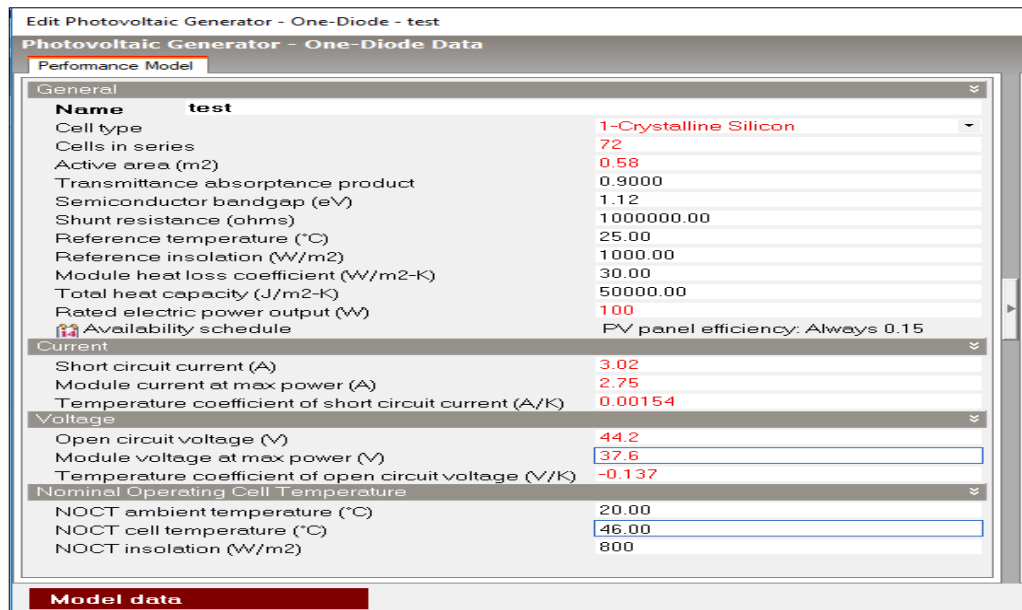 Edit Photovoltaic Generator - One-Diode - test
Photovoltaic Generator - One-Diode Data
Performance Model
General
Name test
Cell type 1-Crystalline Silicon
Cells in series 72
Active area (m2) 0.58
Transmittance absorptance product 0.9000
Semiconductor bandgap (eV) 1.12
Shunt resistance (ohms) 1000000.00
Reference temperature (°C) 25.00
Reference insolation (W/m2) 1000.00
Module heat loss coefficient (W/m2-K) 30.00
Total heat capacity (J/m2-K) 50000.00
Rated electric power output (W) 100
Availability schedule PV panel efficiency: Always 0.15
Current
Short circuit current (A) 3.02
Module current at max power (A) 2.75
Temperature coefficient of short circuit current (A/K) 0.00154
Voltage
Open circuit voltage (V) 44.2
Module voltage at max power (V) 37.6
Temperature coefficient of open circuit voltage (V/K) -0.137
Nominal Operating Cell Temperature
NOCT ambient temperature (°C) 20.00
NOCT cell temperature (°C) 46.00
NOCT insolation (W/m2) 800
Model data